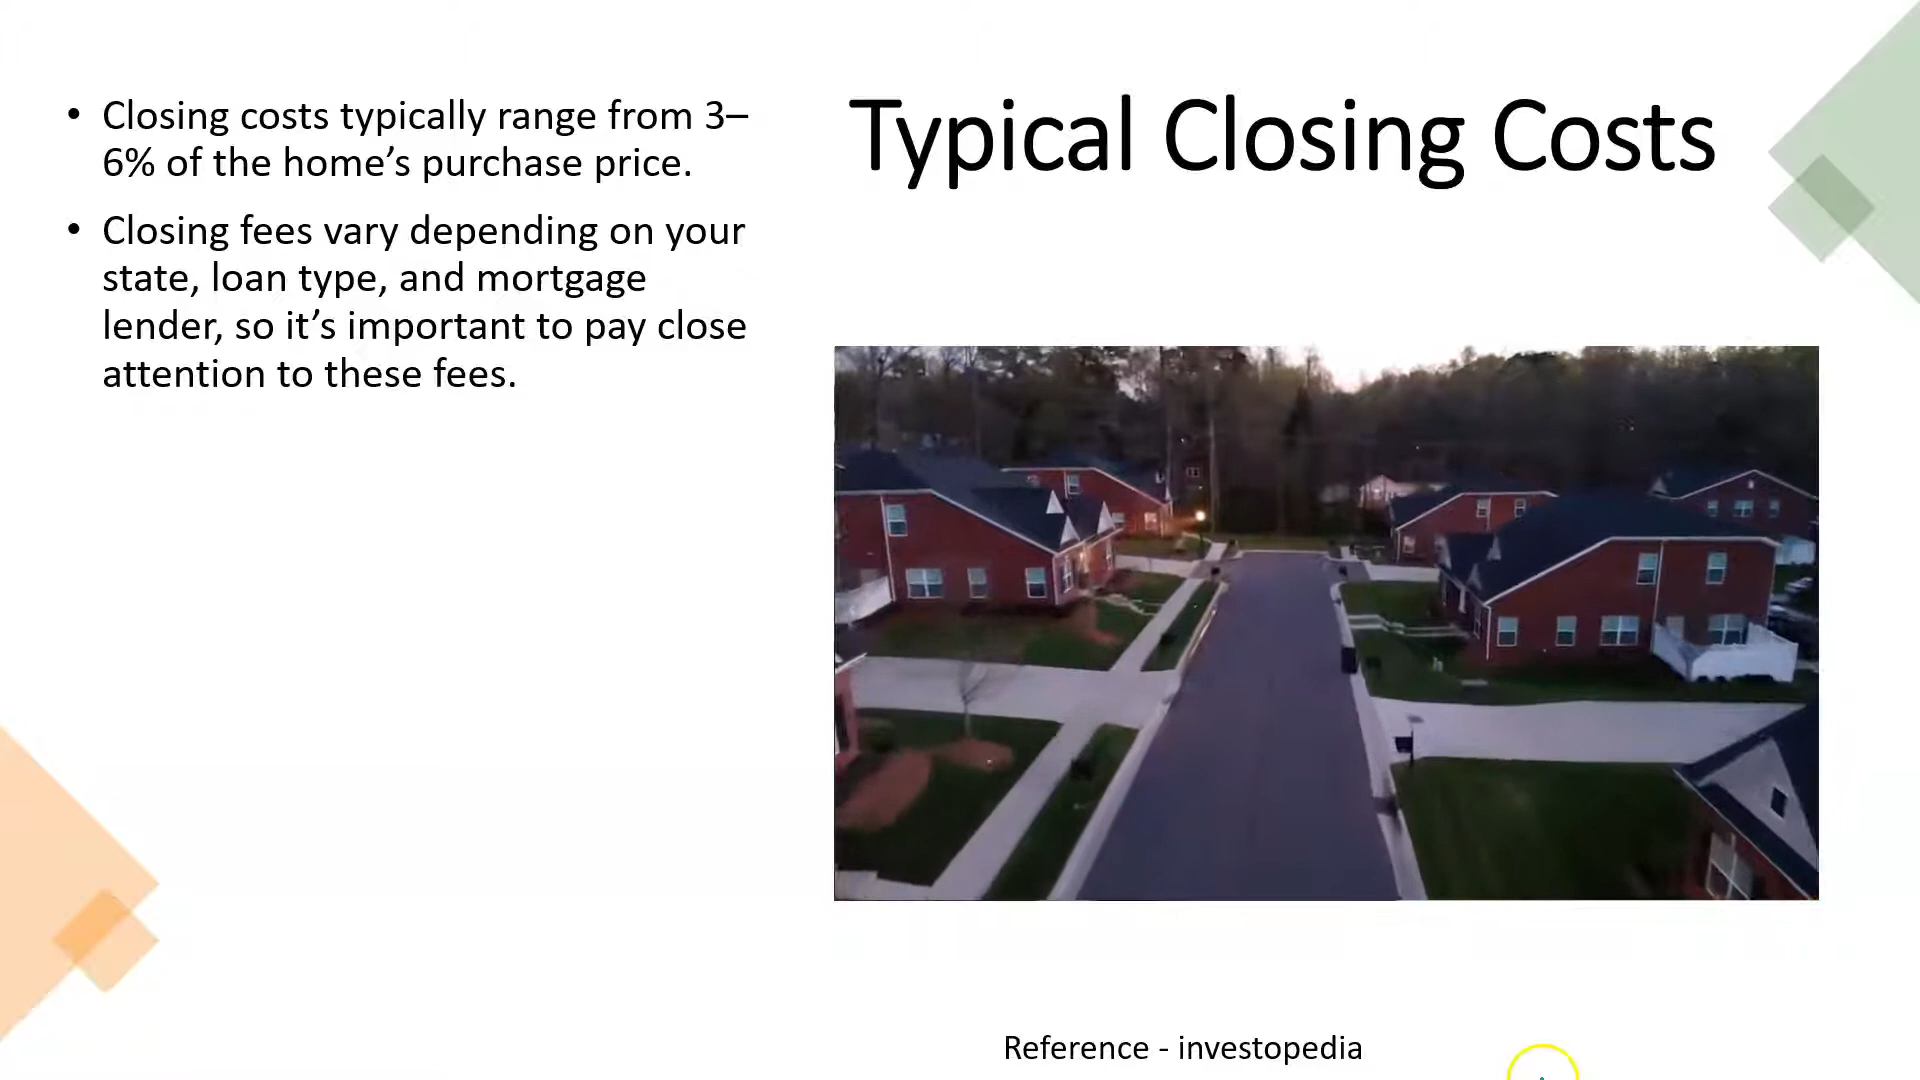 Typical Closing Costs
• Closing costs typically range from 3–
6% of the home’s purchase price.
• Closing fees vary depending on your
state, loan type, and mortgage
lender, so it’s important to pay close
attention to these fees.
Reference - investopedia